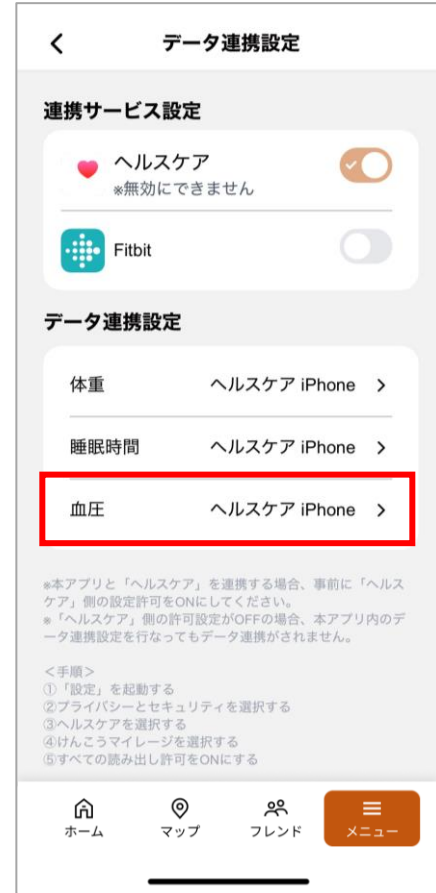 データ連携設定
連携サービス設定
ヘルスケア
※無効にできません
Fitbit
データ連携設定
体重 ヘルスケア iPhone
睡眠時間 ヘルスケア iPhone
血圧 ヘルスケア iPhone
※本アプリと「ヘルスケア」を連携する場合、事前に「ヘルス
ケア」側の設定許可をONにしてください。
※「ヘルスケア」側の許可設定がOFFの場合、本アプリ内のデ
ータ連携設定を行なってもデータ連携がされません。
<手順>
①「設定」を起動する
②プライバシーとセキュリティを選択する
③ヘルスケアを選択する
④けんこうマイレージを選択する
⑤すべての読み出し許可をONにする
ホーム マップ フレンド メニュー